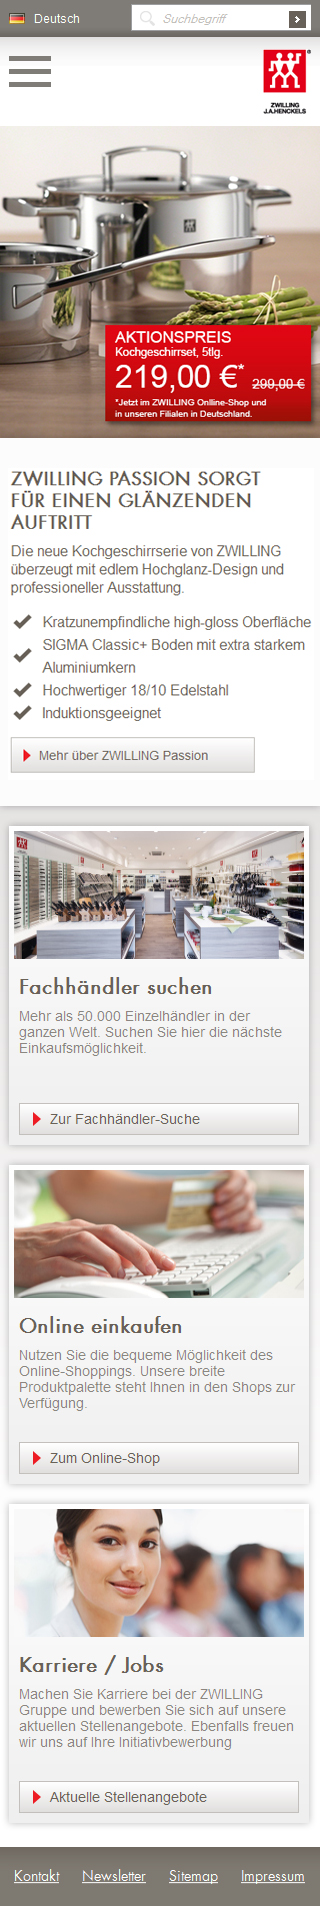 Deutsch
Suchbegriff
ZWILLING
J.A.HENCKELS
AKTIONSPREIS
Kochgeschirrset, 5tlg.
219,00 €* 299,00 €
*Jetzt im ZWILLING Online-Shop und
in unseren Filialen in Deutschland.
ZWILLING PASSION SORGT
FÜR EINEN GLÄNZENDEN
AUFTRITT
Die neue Kochgeschirrserie von ZWILLING
überzeugt mit edlem Hochglanz-Design und
professioneller Ausstattung.
Kratzunempfindliche high-gloss Oberfläche
SIGMA Classic+ Boden mit extra starkem
Aluminiumkern
Hochwertiger 18/10 Edelstahl
Induktionsgeeignet
Mehr über ZWILLING Passion
Fachhändler suchen
Mehr als 50.000 Einzelhändler in der
ganzen Welt. Suchen Sie hier die nächste
Einkaufsmöglichkeit.
Zur Fachhändler-Suche
Online einkaufen
Nutzen Sie die bequeme Möglichkeit des
Online-Shoppings. Unsere breite
Produktpalette steht Ihnen in den Shops zur
Verfügung.
Zum Online-Shop
Karriere / Jobs
Machen Sie Karriere bei der ZWILLING
Gruppe und bewerben Sie sich auf unsere
aktuellen Stellenangebote. Ebenfalls freuen
wir uns auf Ihre Initiativbewerbung
Aktuelle Stellenangebote
Kontakt Newsletter Sitemap Impressum